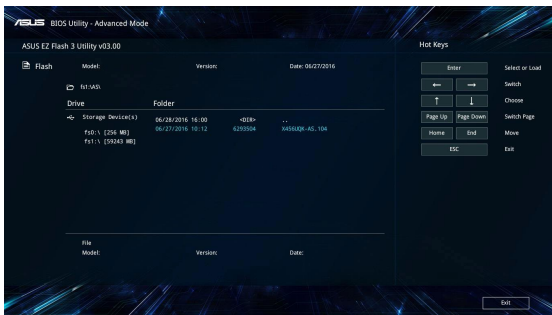 ASUS BIOS Utility - Advanced Mode
ASUS EZ Flash 3 Utility v03.00
Hot Keys
Flash
Model: Version: Date: 06/27/2016
fs1:\AS\
Drive Folder
Storage Device(s)
fs0:\ [256 MB]
fs1:\ [59243 MB]
06/28/2016 16:00 <DIR> ..
06/27/2016 10:12 6293504 X456UQK-AS.104
File
Model: Version: Date:
Enter Select or Load
← → Switch
↑ ↓ Choose
Page Up Page Down Switch Page
Home End Move
ESC Exit
Exit